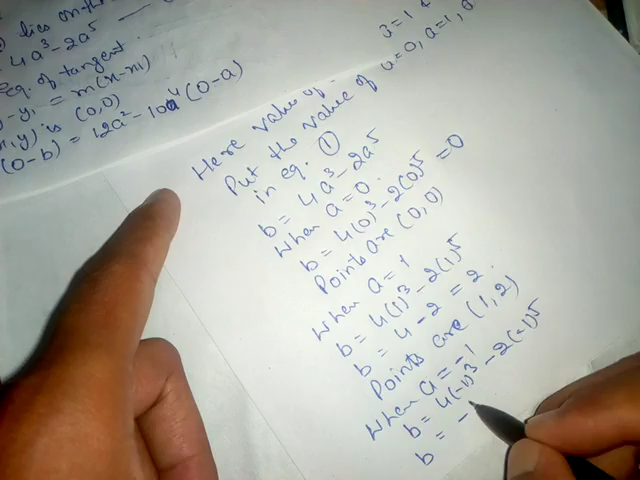 lies on th
4a³ - 2a⁵
eq. of tangent.
y - y₁ = m(x - x₁)
,y) is (0,0)
(0-b) = 12a² - 10a⁴ (0-a)
a = 1
Here value of
Put the value of a=0, a=1, a
in eq. ①
b = 4a³ - 2a⁵
When a = 0.
b = 4(0)³ - 2(0)⁵ = 0
Points are (0,0)
When a = 1
b = 4(1)³ - 2(1)⁵
b = 4 - 2 = 2.
Points are (1,2)
When a = -1
b = 4(-1)³ - 2(-1)⁵
b = -